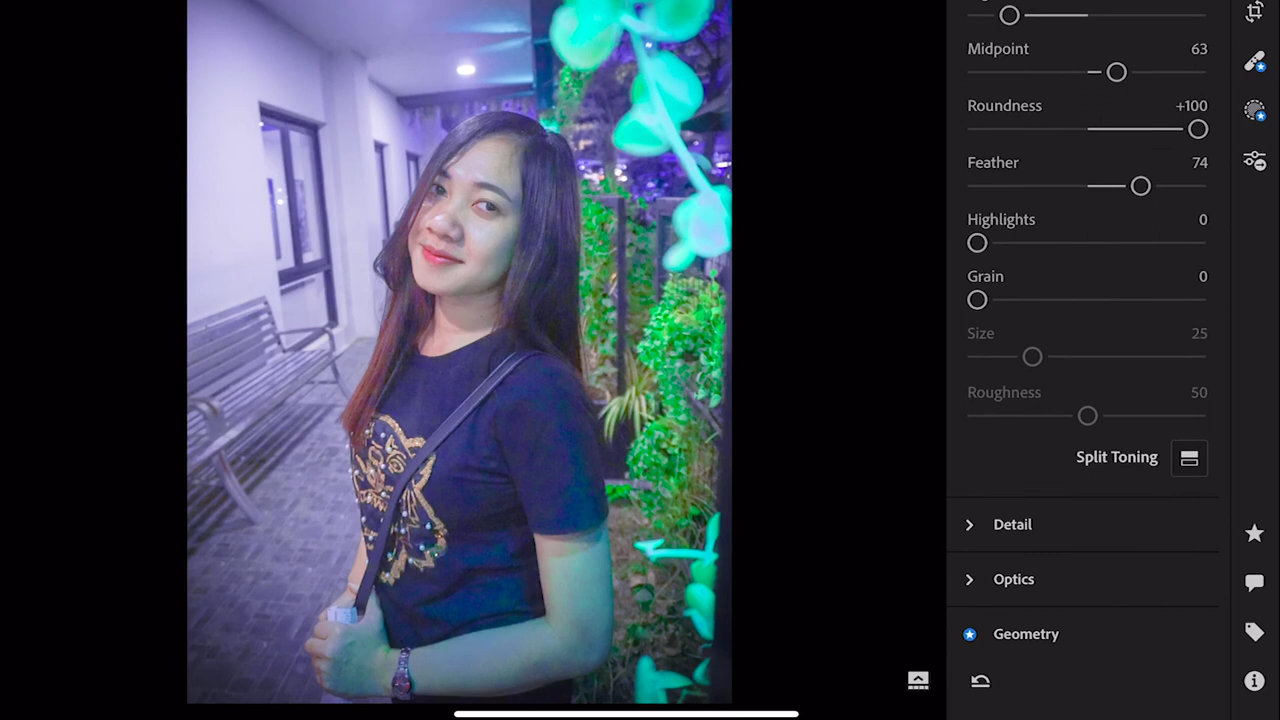 Midpoint 63
Roundness +100
Feather 74
Highlights 0
Grain 0
Size 25
Roughness 50
Split Toning
Detail
Optics
Geometry